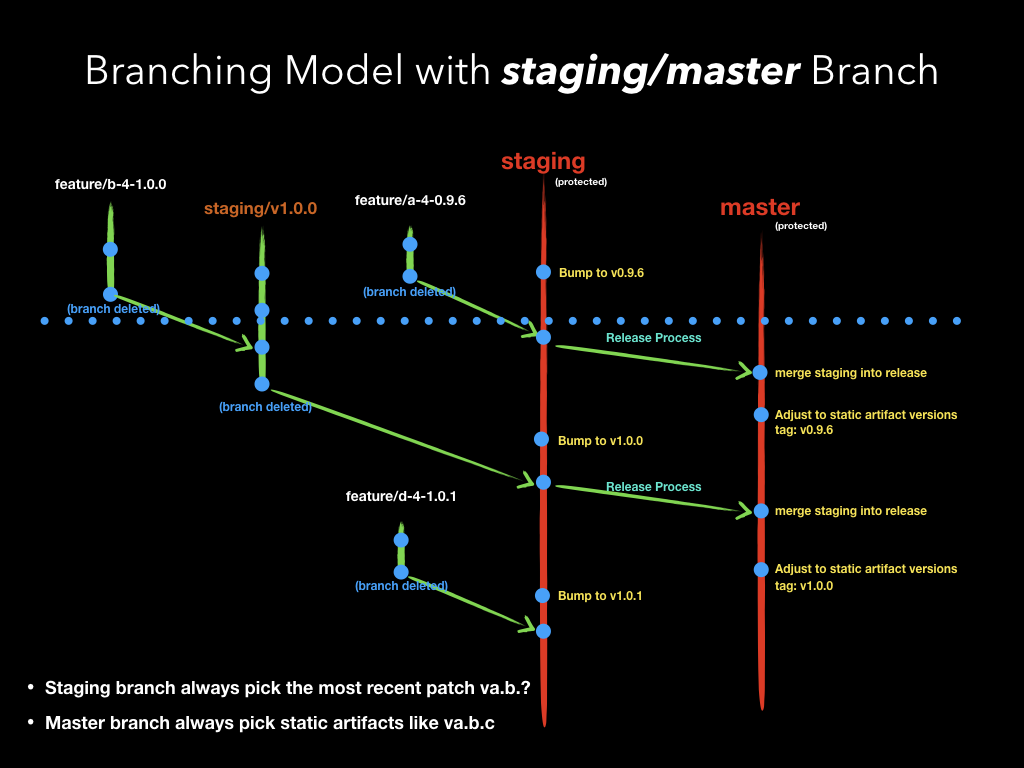 Branching Model with staging/master Branch
staging
(protected)
feature/b-4-1.0.0
feature/a-4-0.9.6
staging/v1.0.0
master
(protected)
Bump to v0.9.6
(branch deleted)
(branch deleted)
Release Process
merge staging into release
(branch deleted)
Adjust to static artifact versions
tag: v0.9.6
Bump to v1.0.0
Release Process
feature/d-4-1.0.1
merge staging into release
Adjust to static artifact versions
tag: v1.0.0
(branch deleted)
Bump to v1.0.1
• Staging branch always pick the most recent patch va.b.?
• Master branch always pick static artifacts like va.b.c